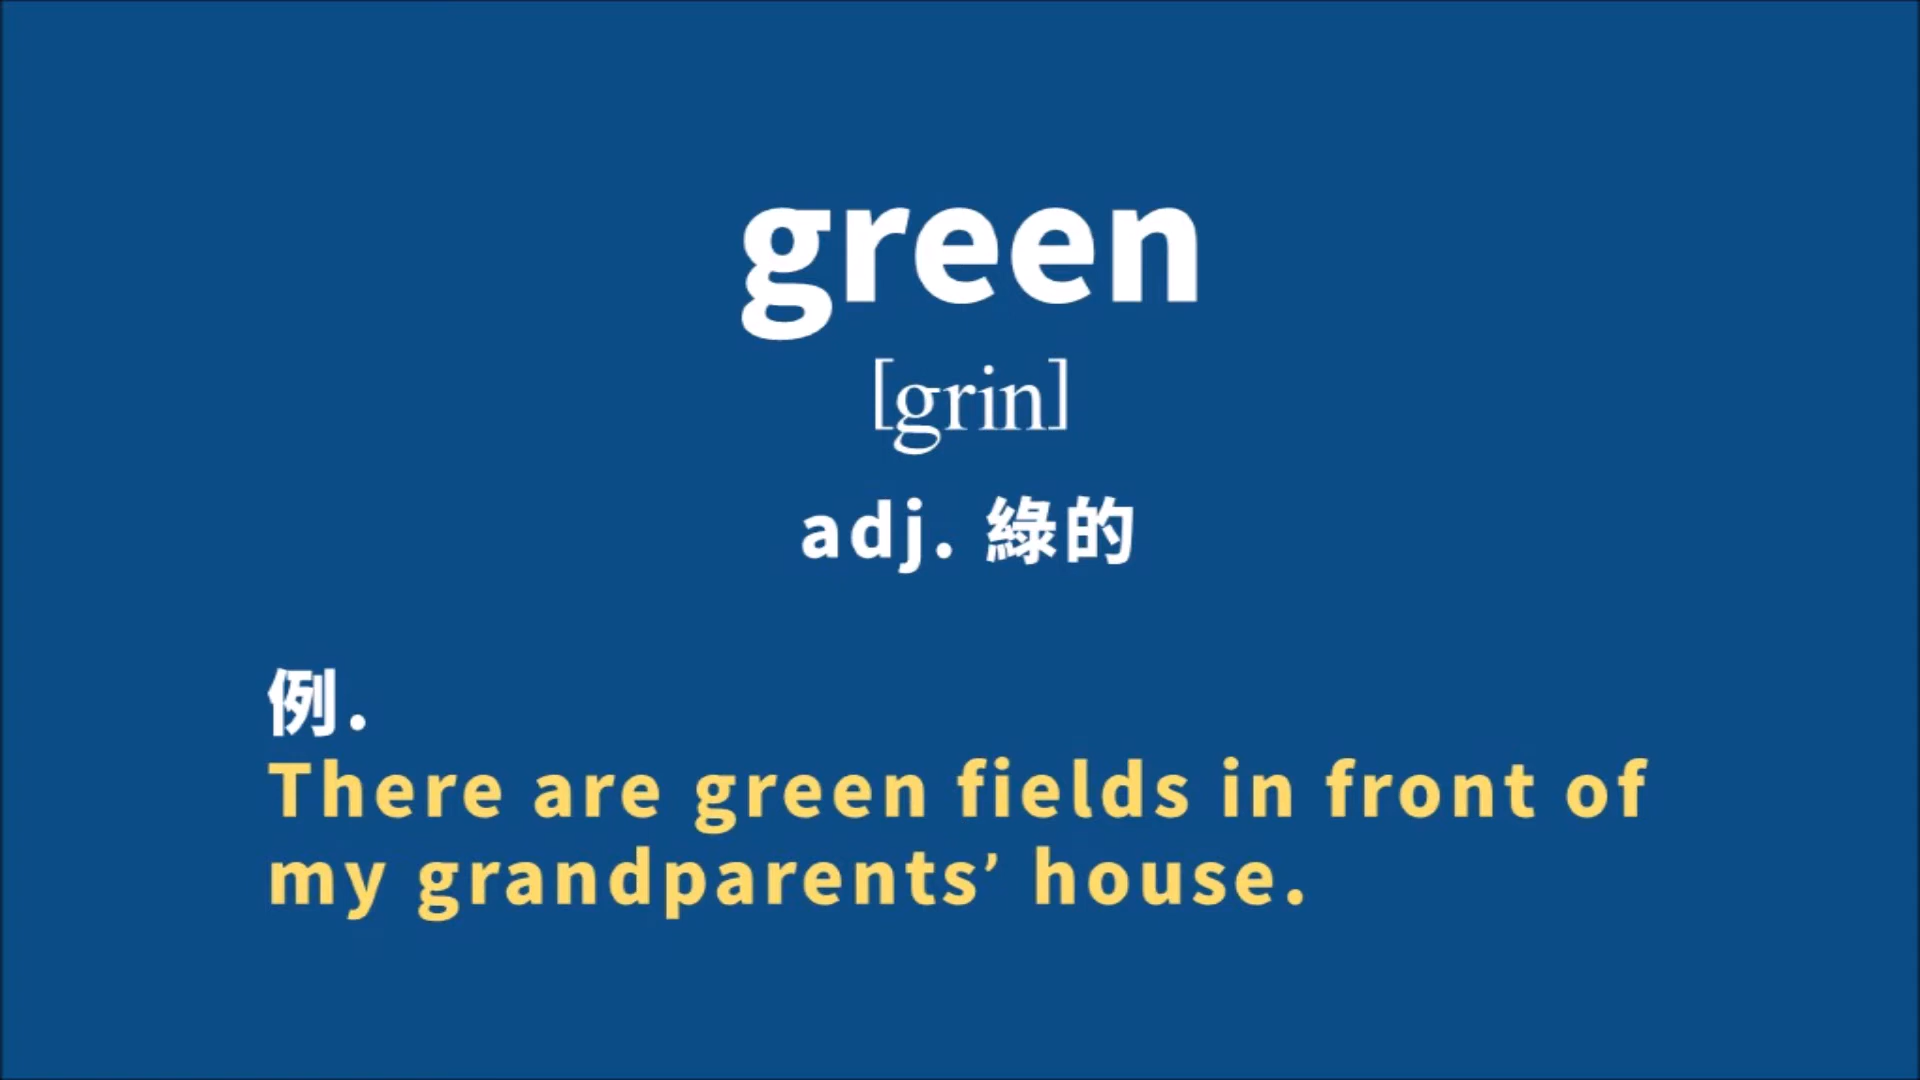 green
[grin]
adj. 綠的
例.
There are green fields in front of
my grandparents’ house.